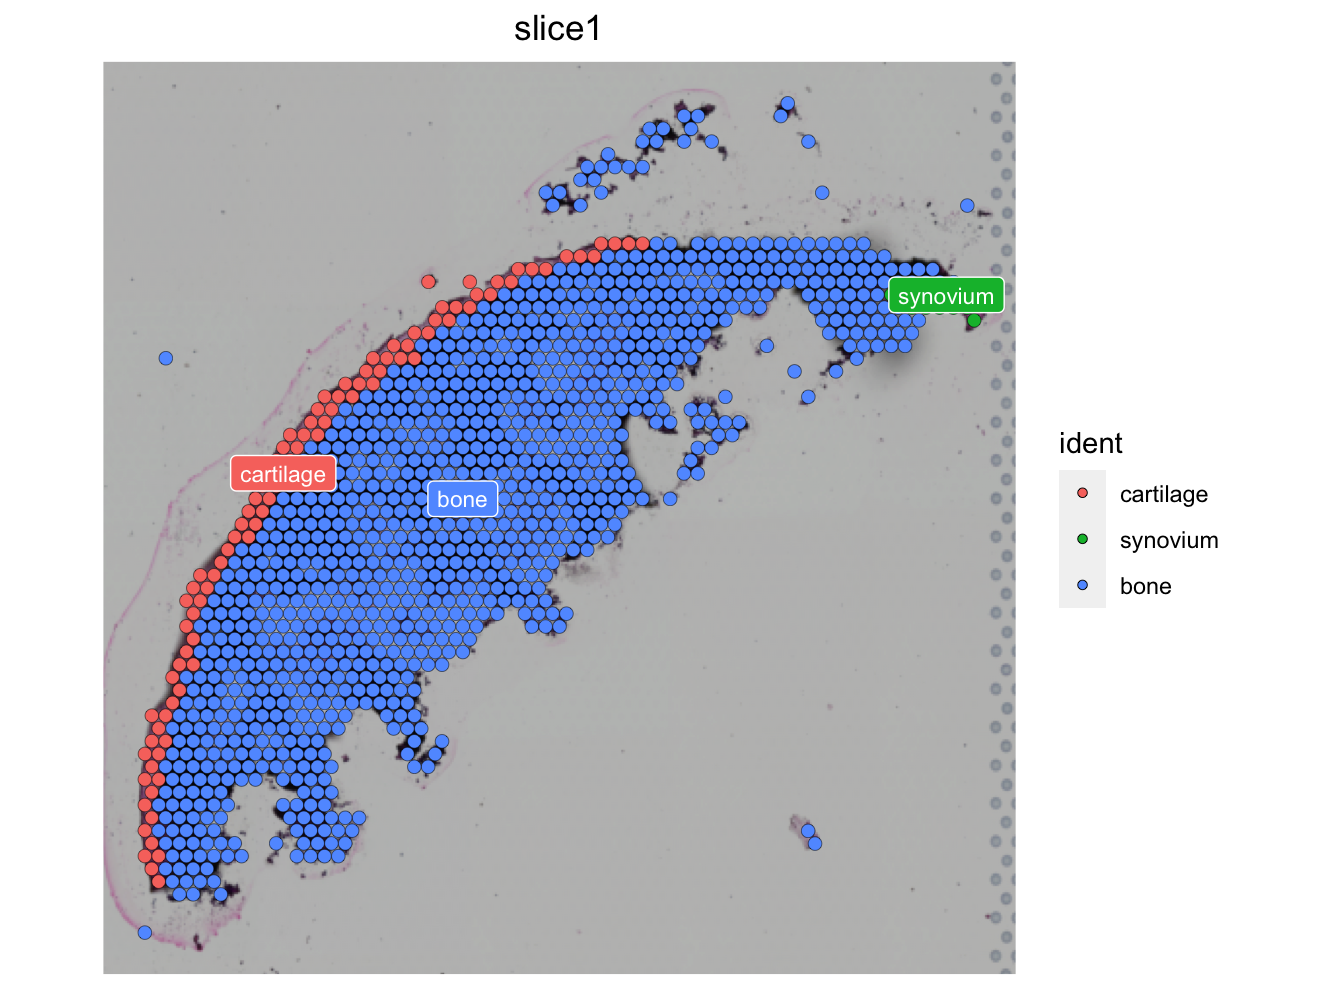 slice1
synovium
cartilage
bone
ident
cartilage
synovium
bone